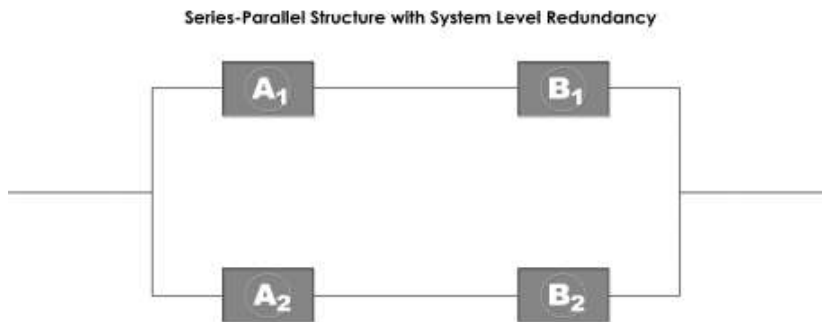 Series-Parallel Structure with System Level Redundancy
A₁
B₁
A₂
B₂